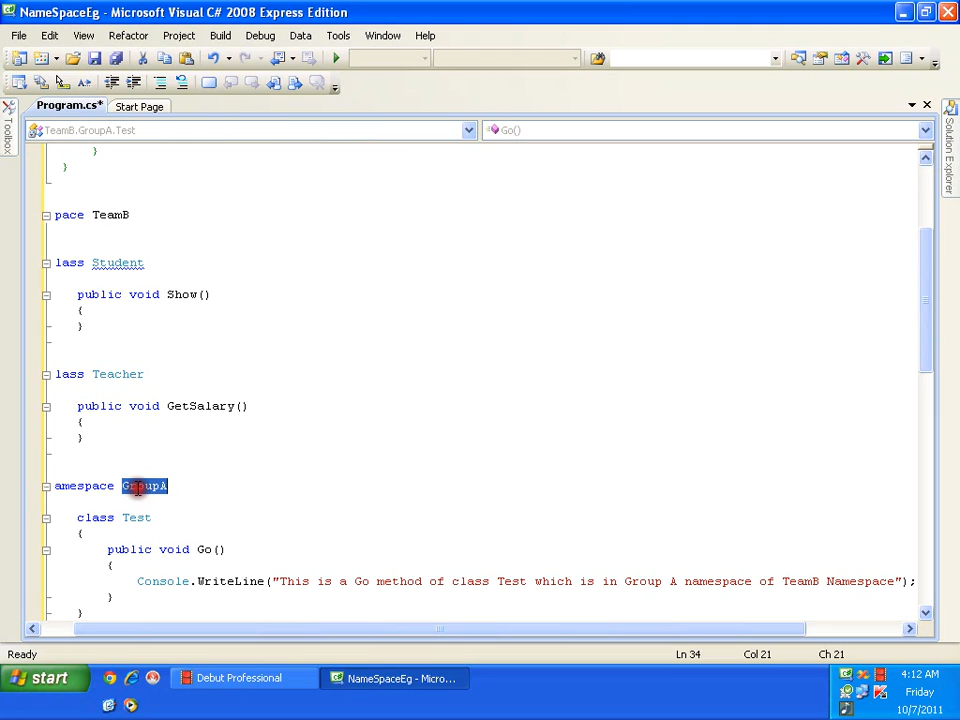 NameSpaceEg - Microsoft Visual C# 2008 Express Edition
File Edit View Refactor Project Build Debug Data Tools Window Help
Program.cs* Start Page
TeamB.GroupA.Test Go()
Toolbox
Solution Explorer
}
}
pace TeamB
lass Student
public void Show()
{
}
lass Teacher
public void GetSalary()
{
}
amespace GroupA
class Test
{
public void Go()
{
Console.WriteLine("This is a Go method of class Test which is in Group A namespace of TeamB Namespace");
}
}
Ready Ln 34 Col 21 Ch 21
start Debut Professional NameSpaceEg - Micro... 4:12 AM
Friday
10/7/2011